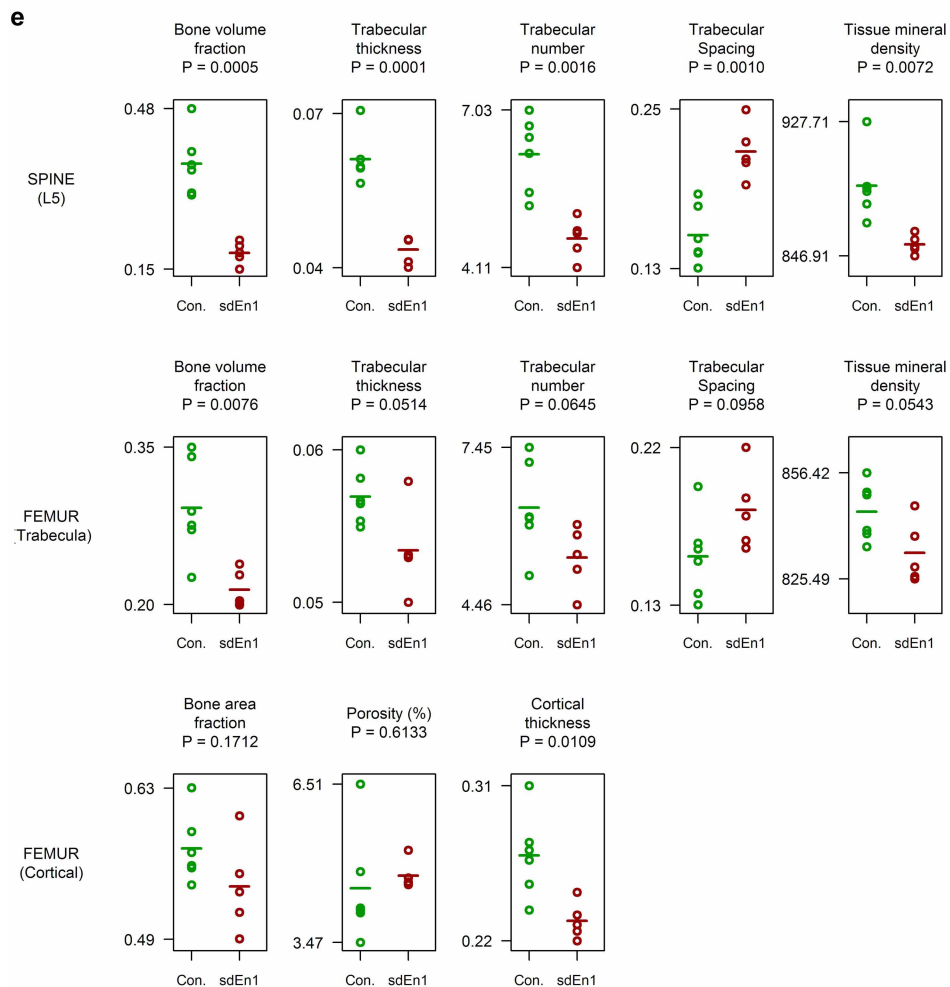 e
Bone volume
fraction
P = 0.0005
Trabecular
thickness
P = 0.0001
Trabecular
number
P = 0.0016
Trabecular
Spacing
P = 0.0010
Tissue mineral
density
P = 0.0072
SPINE
(L5)
0.48
0.15
Con. sdEn1
0.07
0.04
Con. sdEn1
7.03
4.11
Con. sdEn1
0.25
0.13
Con. sdEn1
927.71
846.91
Con. sdEn1
Bone volume
fraction
P = 0.0076
Trabecular
thickness
P = 0.0514
Trabecular
number
P = 0.0645
Trabecular
Spacing
P = 0.0958
Tissue mineral
density
P = 0.0543
FEMUR
Trabecula)
0.35
0.20
Con. sdEn1
0.06
0.05
Con. sdEn1
7.45
4.46
Con. sdEn1
0.22
0.13
Con. sdEn1
856.42
825.49
Con. sdEn1
Bone area
fraction
P = 0.1712
Porosity (%)
P = 0.6133
Cortical
thickness
P = 0.0109
FEMUR
(Cortical)
0.63
0.49
Con. sdEn1
6.51
3.47
Con. sdEn1
0.31
0.22
Con. sdEn1